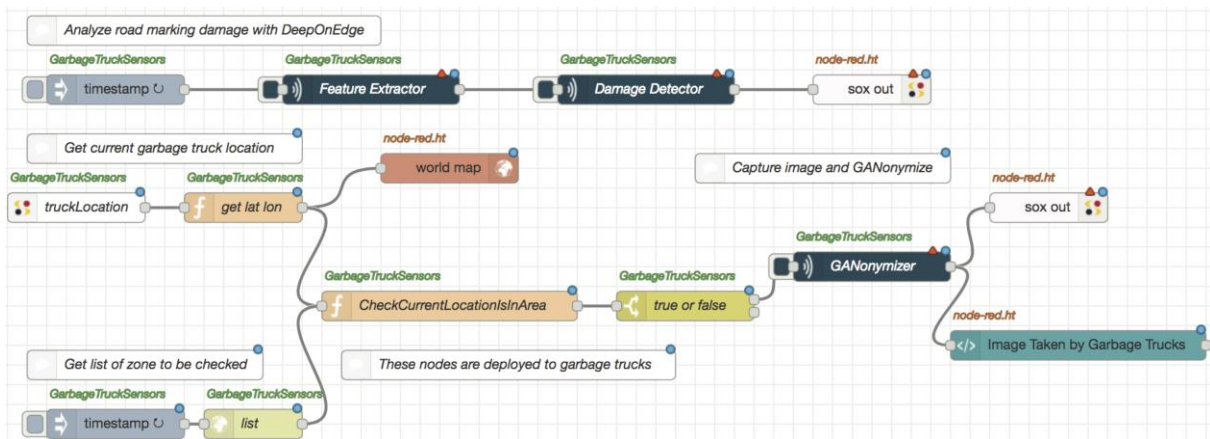 Analyze road marking damage with DeepOnEdge
GarbageTruckSensors
GarbageTruckSensors
GarbageTruckSensors
node-red.ht
timestamp ↻
Feature Extractor
Damage Detector
sox out
Get current garbage truck location
node-red.ht
world map
Capture image and GANonymize
GarbageTruckSensors
GarbageTruckSensors
node-red.ht
truckLocation
get lat lon
sox out
GarbageTruckSensors
GANonymizer
GarbageTruckSensors
GarbageTruckSensors
CheckCurrentLocationIsInArea
true or false
node-red.ht
Image Taken by Garbage Trucks
Get list of zone to be checked
These nodes are deployed to garbage trucks
GarbageTruckSensors
GarbageTruckSensors
timestamp ↻
list